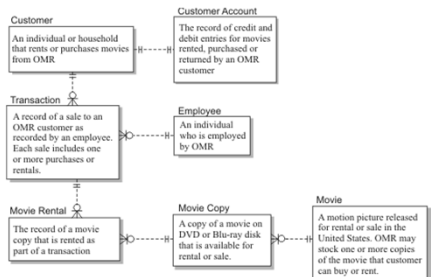 Customer
An individual or household
that rents or purchases movies
from OMR
Customer Account
The record of credit and
debit entries for movies
rented, purchased or
returned by an OMR
customer
Transaction
A record of a sale to an
OMR customer as
recorded by an employee.
Each sale includes one
or more purchases or
rentals.
Employee
An individual
who is employed
by OMR
Movie Rental
The record of a movie
copy that is rented as
part of a transaction
Movie Copy
A copy of a movie on
DVD or Blu-ray disk
that is available for
rental or sale.
Movie
A motion picture released
for rental or sale in the
United States. OMR may
stock one or more copies
of the movie that customer
can buy or rent.